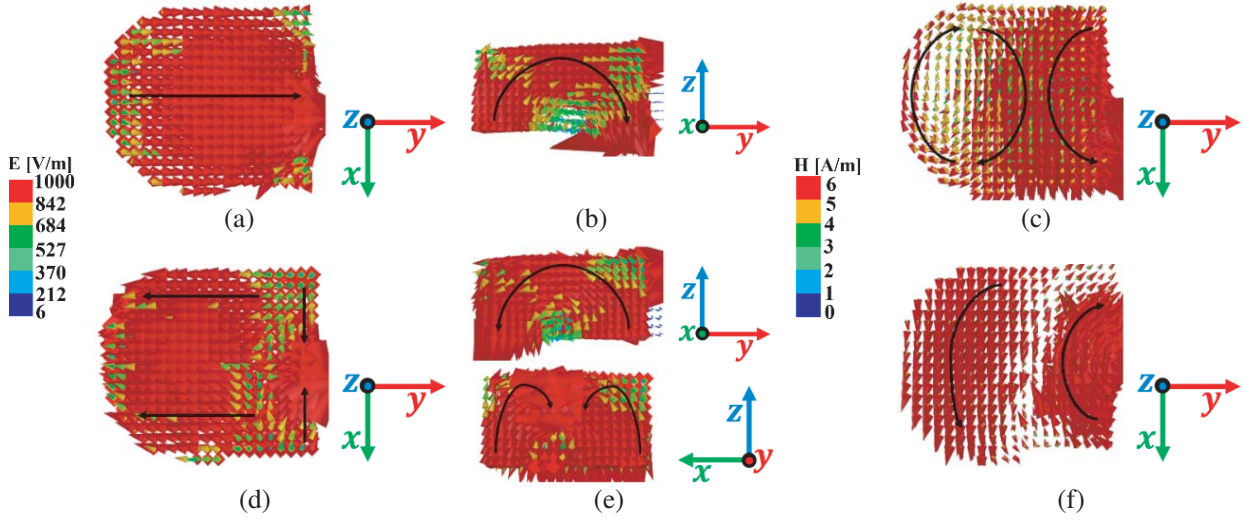 z
y
x
(a)
z
x
y
(b)
z
y
x
(c)
E [V/m]
1000
842
684
527
370
212
6
H [A/m]
6
5
4
3
2
1
0
z
y
x
(d)
z
x
y
z
x
y
(e)
z
y
x
(f)